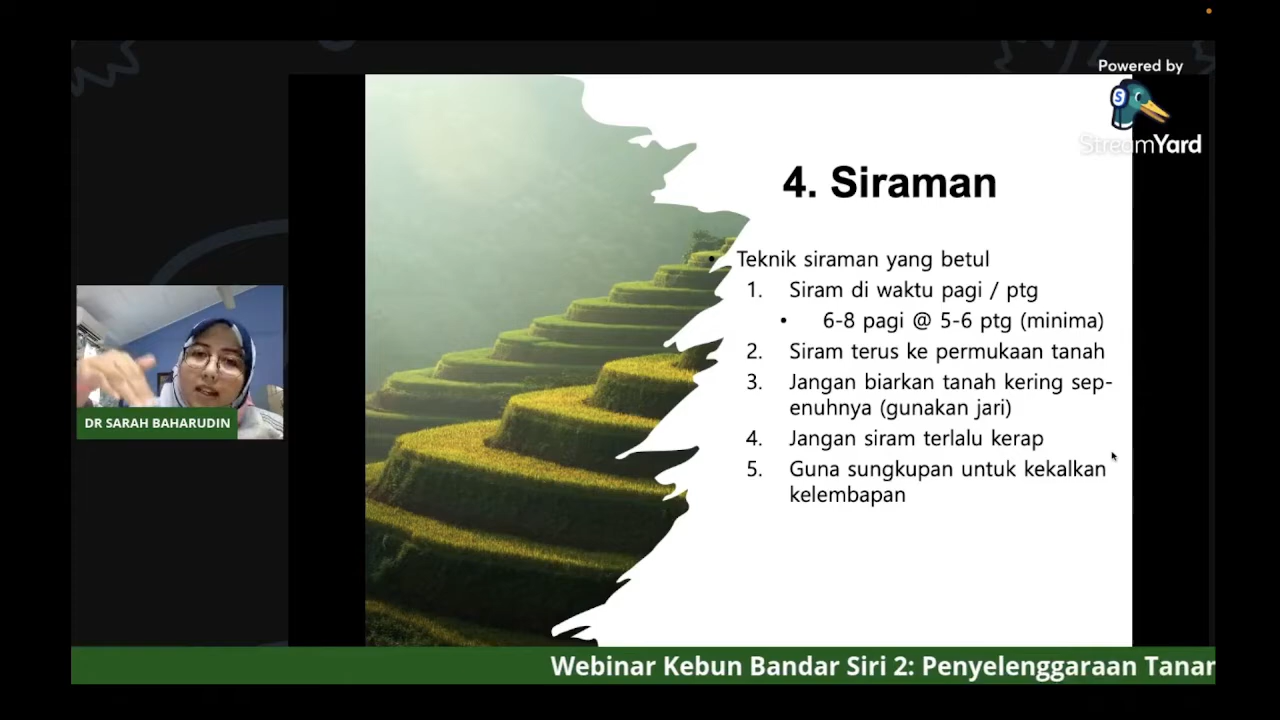 Powered by
S
StreamYard
4. Siraman
• Teknik siraman yang betul
1. Siram di waktu pagi / ptg
• 6-8 pagi @ 5-6 ptg (minima)
2. Siram terus ke permukaan tanah
3. Jangan biarkan tanah kering sep-
enuhnya (gunakan jari)
4. Jangan siram terlalu kerap
5. Guna sungkupan untuk kekalkan
kelembapan
DR SARAH BAHARUDIN
Webinar Kebun Bandar Siri 2: Penyelenggaraan